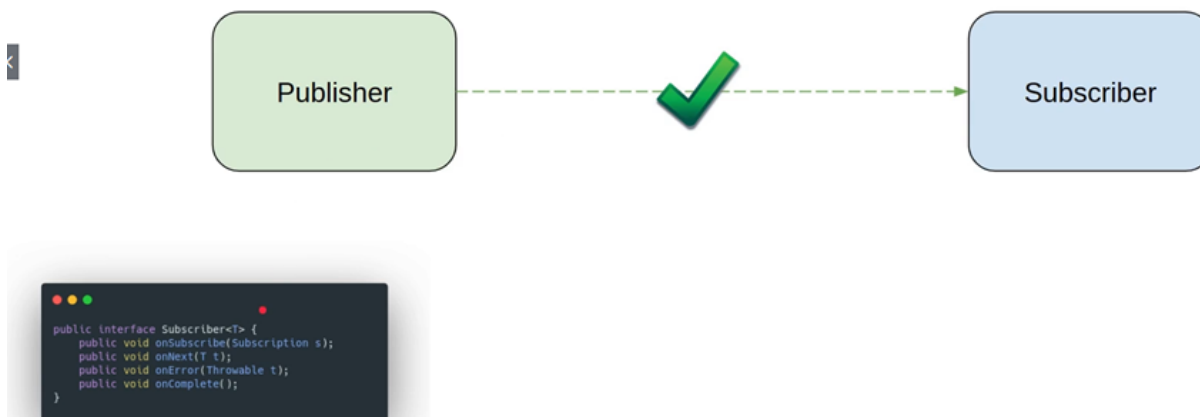 Publisher
Subscriber
public interface Subscriber<T> {
    public void onSubscribe(Subscription s);
    public void onNext(T t);
    public void onError(Throwable t);
    public void onComplete();
}